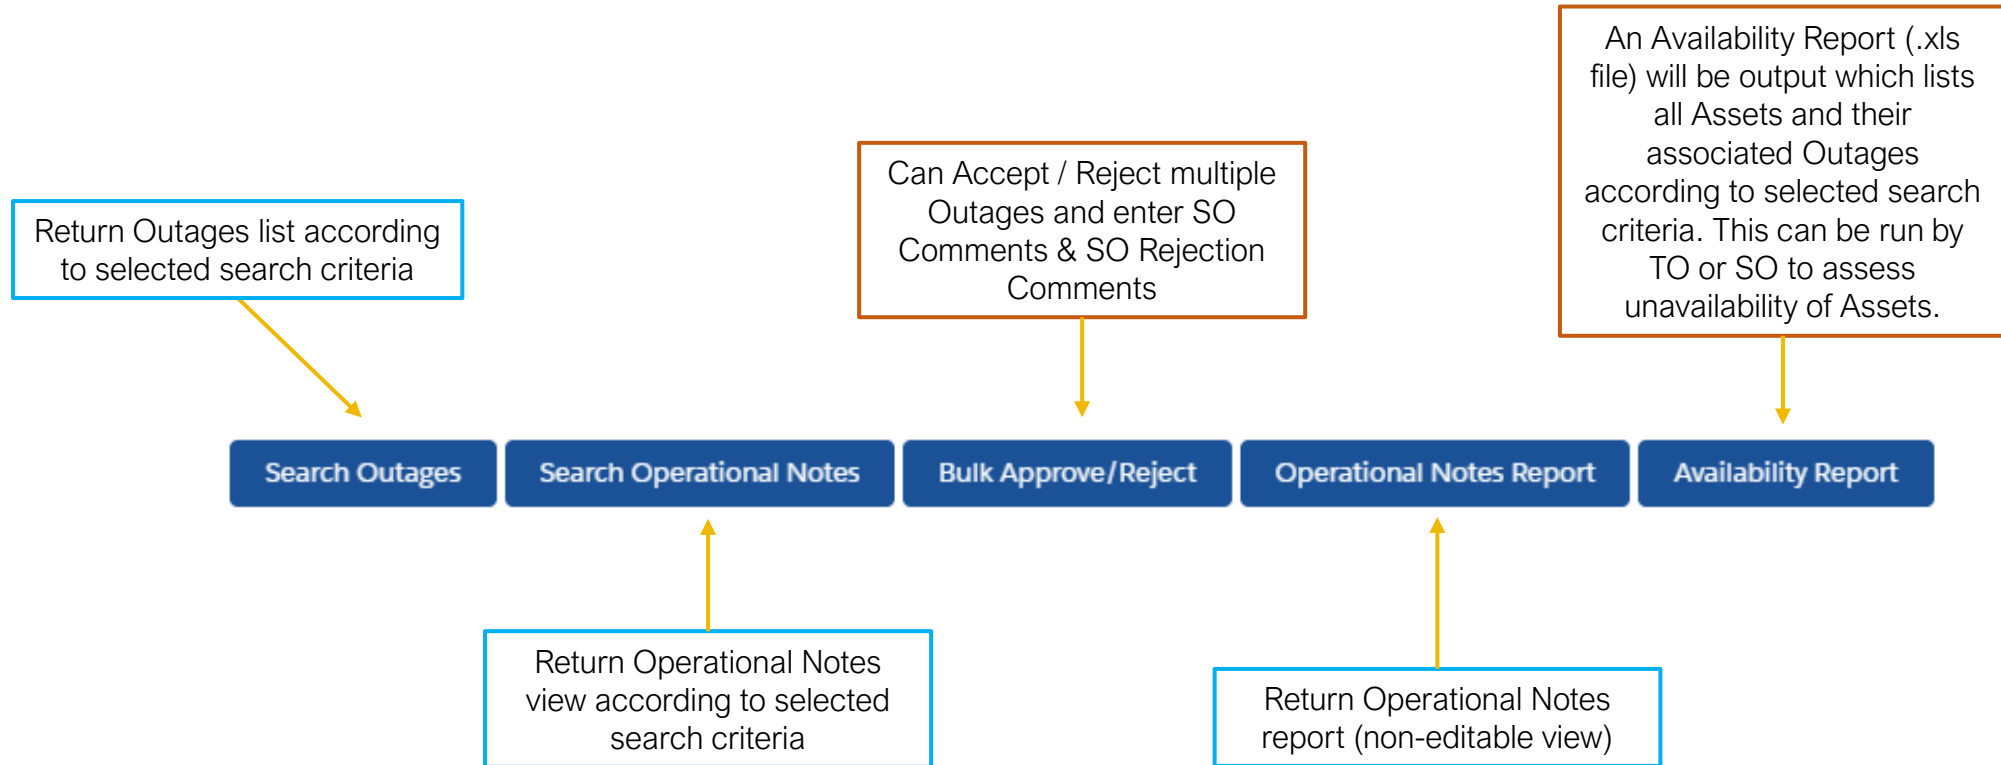 An Availability Report (.xls
file) will be output which lists
all Assets and their
associated Outages
according to selected search
criteria. This can be run by
TO or SO to assess
unavailability of Assets.
Can Accept / Reject multiple
Outages and enter SO
Comments & SO Rejection
Comments
Return Outages list according
to selected search criteria
Search Outages
Search Operational Notes
Bulk Approve/Reject
Operational Notes Report
Availability Report
Return Operational Notes
view according to selected
search criteria
Return Operational Notes
report (non-editable view)